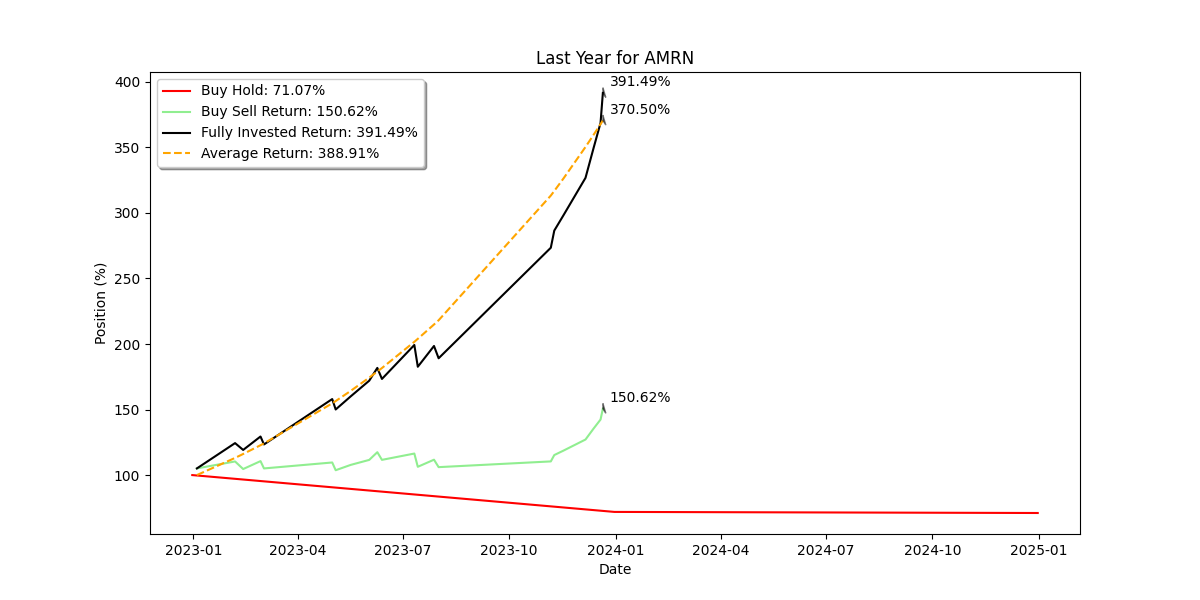 Last Year for AMRN
Buy Hold: 71.07%
Buy Sell Return: 150.62%
Fully Invested Return: 391.49%
Average Return: 388.91%
391.49%
370.50%
150.62%
Position (%)
400
350
300
250
200
150
100
2023-01
2023-04
2023-07
2023-10
2024-01
2024-04
2024-07
2024-10
2025-01
Date